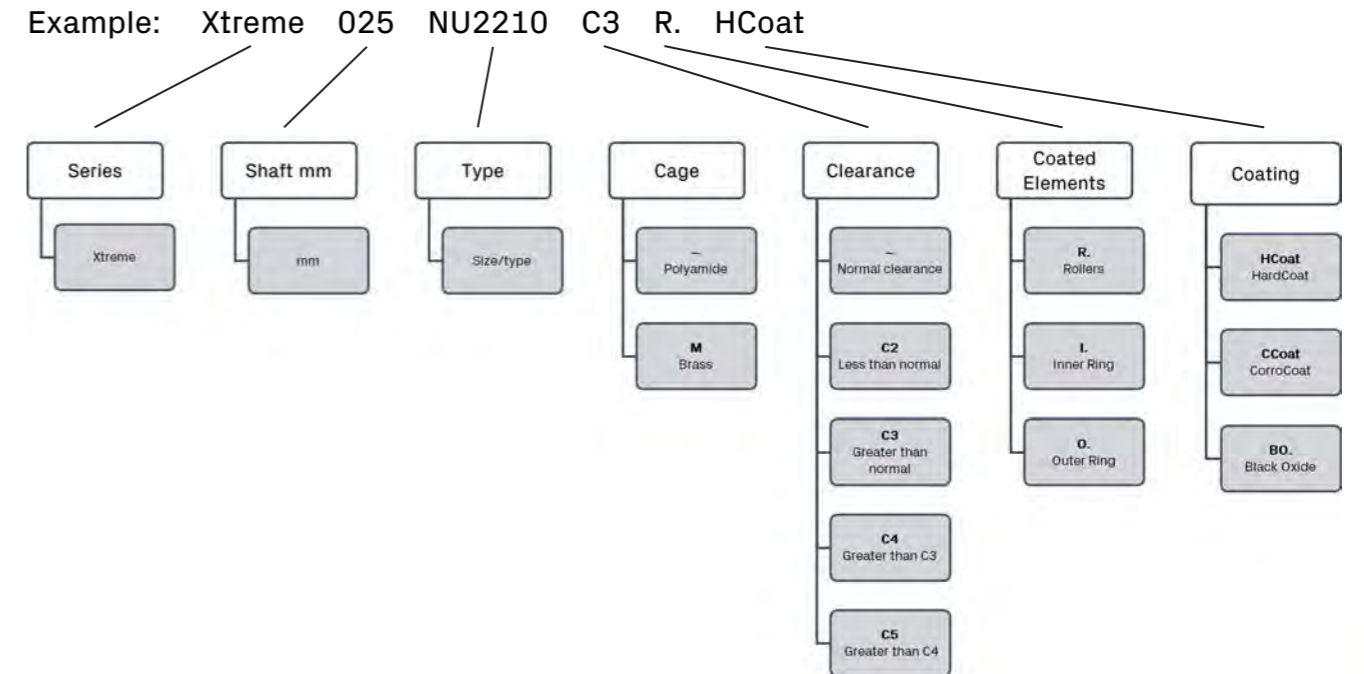 Example: Xtreme 025 NU2210 C3 R. HCoat
Series
Xtreme
Shaft mm
mm
Type
Size/type
Cage
–
Polyamide
M
Brass
Clearance
–
Normal clearance
C2
Less than normal
C3
Greater than
normal
C4
Greater than C3
C5
Greater than C4
Coated
Elements
R.
Rollers
I.
Inner Ring
O.
Outer Ring
Coating
HCoat
HardCoat
CCoat
CorroCoat
BO.
Black Oxide